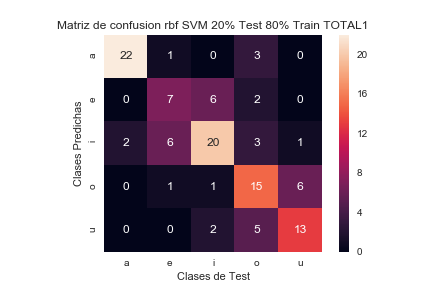 Matriz de confusion rbf SVM 20% Test 80% Train TOTAL1
Clases Predichas
a 22 1 0 3 0
e 0 7 6 2 0
i 2 6 20 3 1
o 0 1 1 15 6
u 0 0 2 5 13
a e i o u
Clases de Test
20
16
12
8
4
0